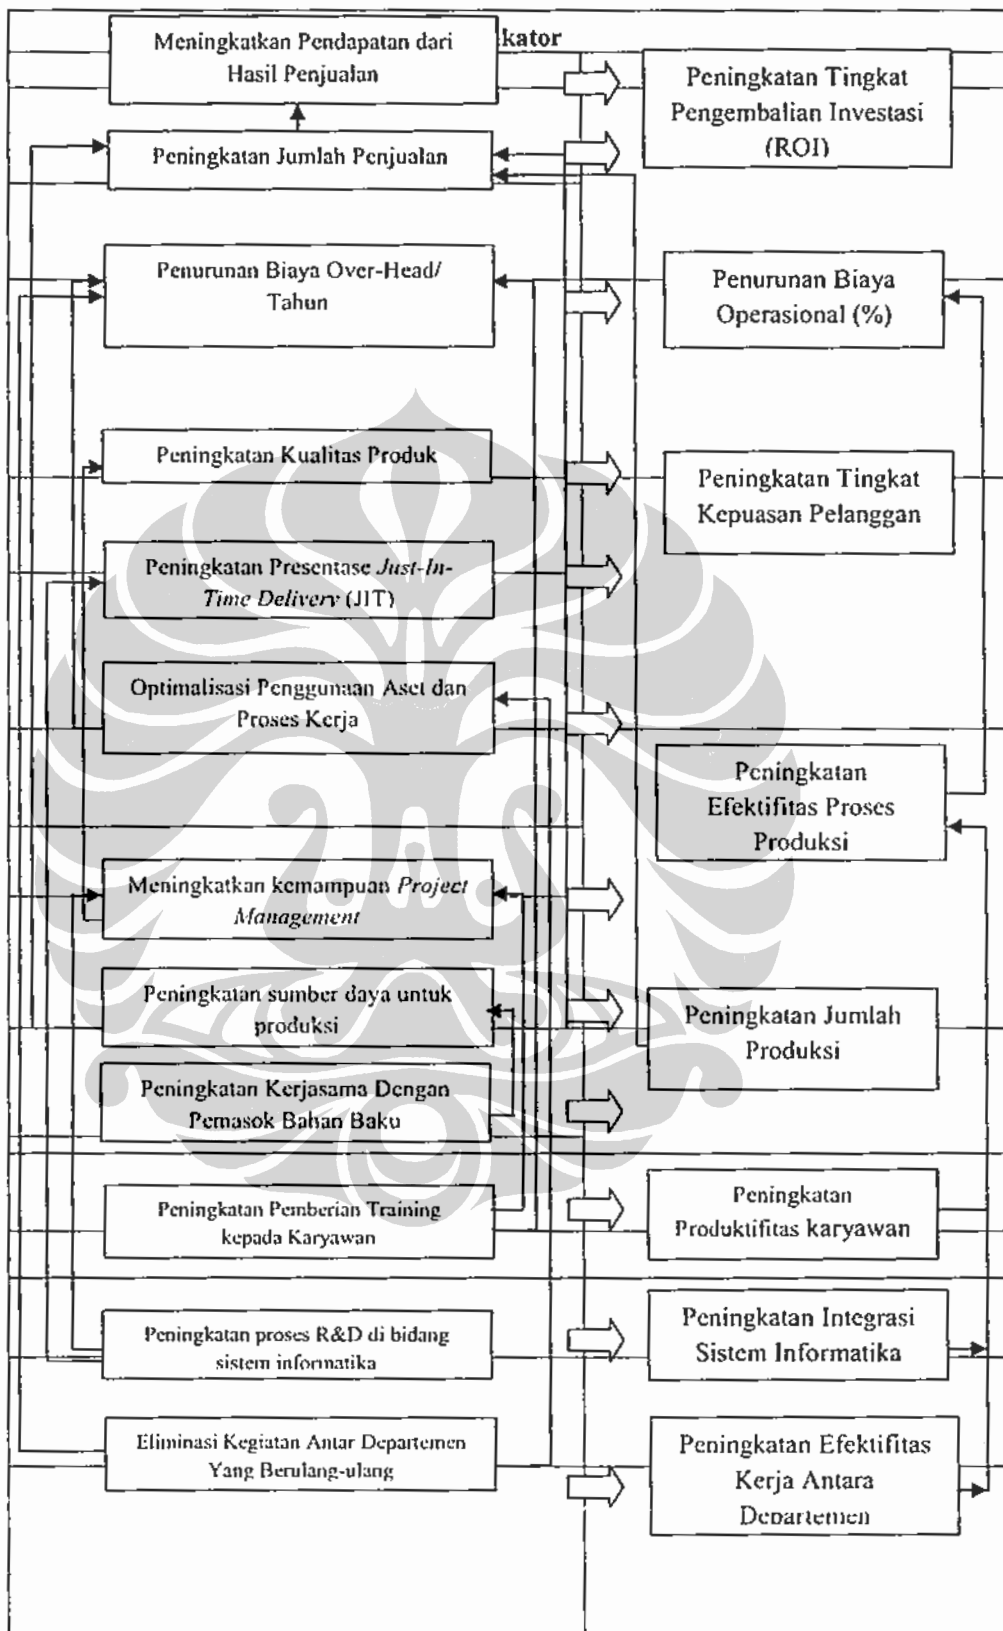 kator
Meningkatkan Pendapatan dari
Hasil Penjualan
Peningkatan Tingkat
Pengembalian Investasi
(ROI)
Peningkatan Jumlah Penjualan
Penurunan Biaya Over-Head/
Tahun
Penurunan Biaya
Operasional (%)
Peningkatan Kualitas Produk
Peningkatan Tingkat
Kepuasan Pelanggan
Peningkatan Presentase Just-In-
Time Delivery (JIT)
Optimalisasi Penggunaan Aset dan
Proses Kerja
Peningkatan
Efektifitas Proses
Produksi
Meningkatkan kemampuan Project
Management
Peningkatan sumber daya untuk
produksi
Peningkatan Jumlah
Produksi
Peningkatan Kerjasama Dengan
Pemasok Bahan Baku
Peningkatan Pemberian Training
kepada Karyawan
Peningkatan
Produktifitas karyawan
Peningkatan proses R&D di bidang
sistem informatika
Peningkatan Integrasi
Sistem Informatika
Eliminasi Kegiatan Antar Departemen
Yang Berulang-ulang
Peningkatan Efektifitas
Kerja Antara
Departemen